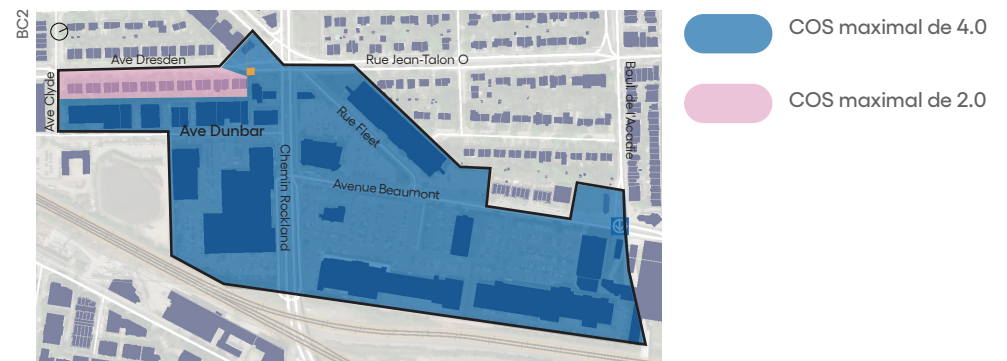 BC2
COS maximal de 4.0
COS maximal de 2.0
Ave Dresden
Rue Jean-Talon O
Ave Clyde
Boul. de l'Acadie
Rue Fleet
Ave Dunbar
Chemin Rockland
Avenue Beaumont